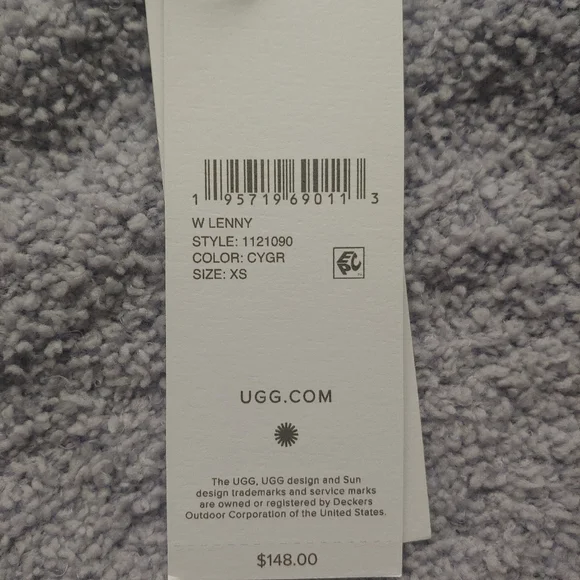 1 95719 69011 3
W LENNY
STYLE: 1121090
COLOR: CYGR
SIZE: XS
EPC
UGG.COM
The UGG, UGG design and Sun
design trademarks and service marks
are owned or registered by Deckers
Outdoor Corporation of the United States.
$148.00